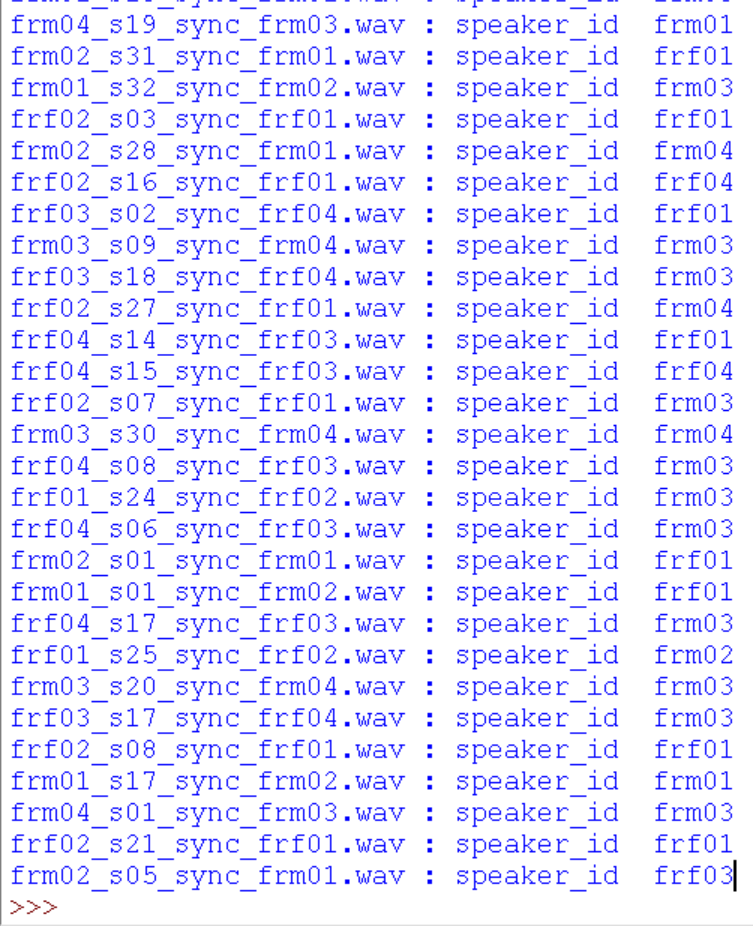 frm04_s19_sync_frm03.wav : speaker_id  frm01
frm02_s31_sync_frm01.wav : speaker_id  frf01
frm01_s32_sync_frm02.wav : speaker_id  frm03
frf02_s03_sync_frf01.wav : speaker_id  frf01
frm02_s28_sync_frm01.wav : speaker_id  frm04
frf02_s16_sync_frf01.wav : speaker_id  frf04
frf03_s02_sync_frf04.wav : speaker_id  frf01
frm03_s09_sync_frm04.wav : speaker_id  frm03
frf03_s18_sync_frf04.wav : speaker_id  frm03
frf02_s27_sync_frf01.wav : speaker_id  frm04
frf04_s14_sync_frf03.wav : speaker_id  frf01
frf04_s15_sync_frf03.wav : speaker_id  frf04
frf02_s07_sync_frf01.wav : speaker_id  frm03
frm03_s30_sync_frm04.wav : speaker_id  frm04
frf04_s08_sync_frf03.wav : speaker_id  frm03
frf01_s24_sync_frf02.wav : speaker_id  frm03
frf04_s06_sync_frf03.wav : speaker_id  frm03
frm02_s01_sync_frm01.wav : speaker_id  frf01
frm01_s01_sync_frm02.wav : speaker_id  frf01
frf04_s17_sync_frf03.wav : speaker_id  frm03
frf01_s25_sync_frf02.wav : speaker_id  frm02
frm03_s20_sync_frm04.wav : speaker_id  frm03
frf03_s17_sync_frf04.wav : speaker_id  frm03
frf02_s08_sync_frf01.wav : speaker_id  frf01
frm01_s17_sync_frm02.wav : speaker_id  frm01
frm04_s01_sync_frm03.wav : speaker_id  frm03
frf02_s21_sync_frf01.wav : speaker_id  frf01
frm02_s05_sync_frm01.wav : speaker_id  frf03
>>>